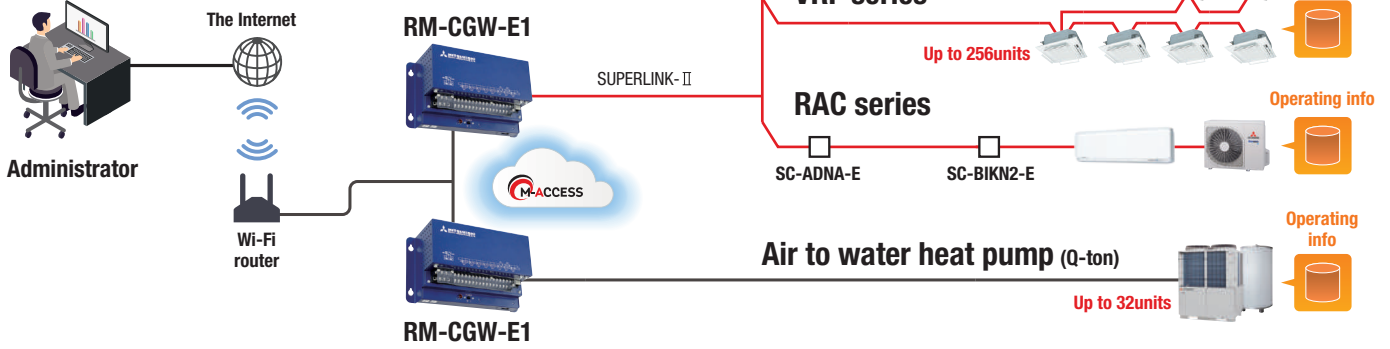 The Internet
RM-CGW-E1
VRF series
Up to 256units
SUPERLINK-Ⅱ
RAC series
Operating info
Administrator
SC-ADNA-E
SC-BIKN2-E
M-ACCESS
Wi-Fi
router
Operating
info
Air to water heat pump (Q-ton)
Up to 32units
RM-CGW-E1